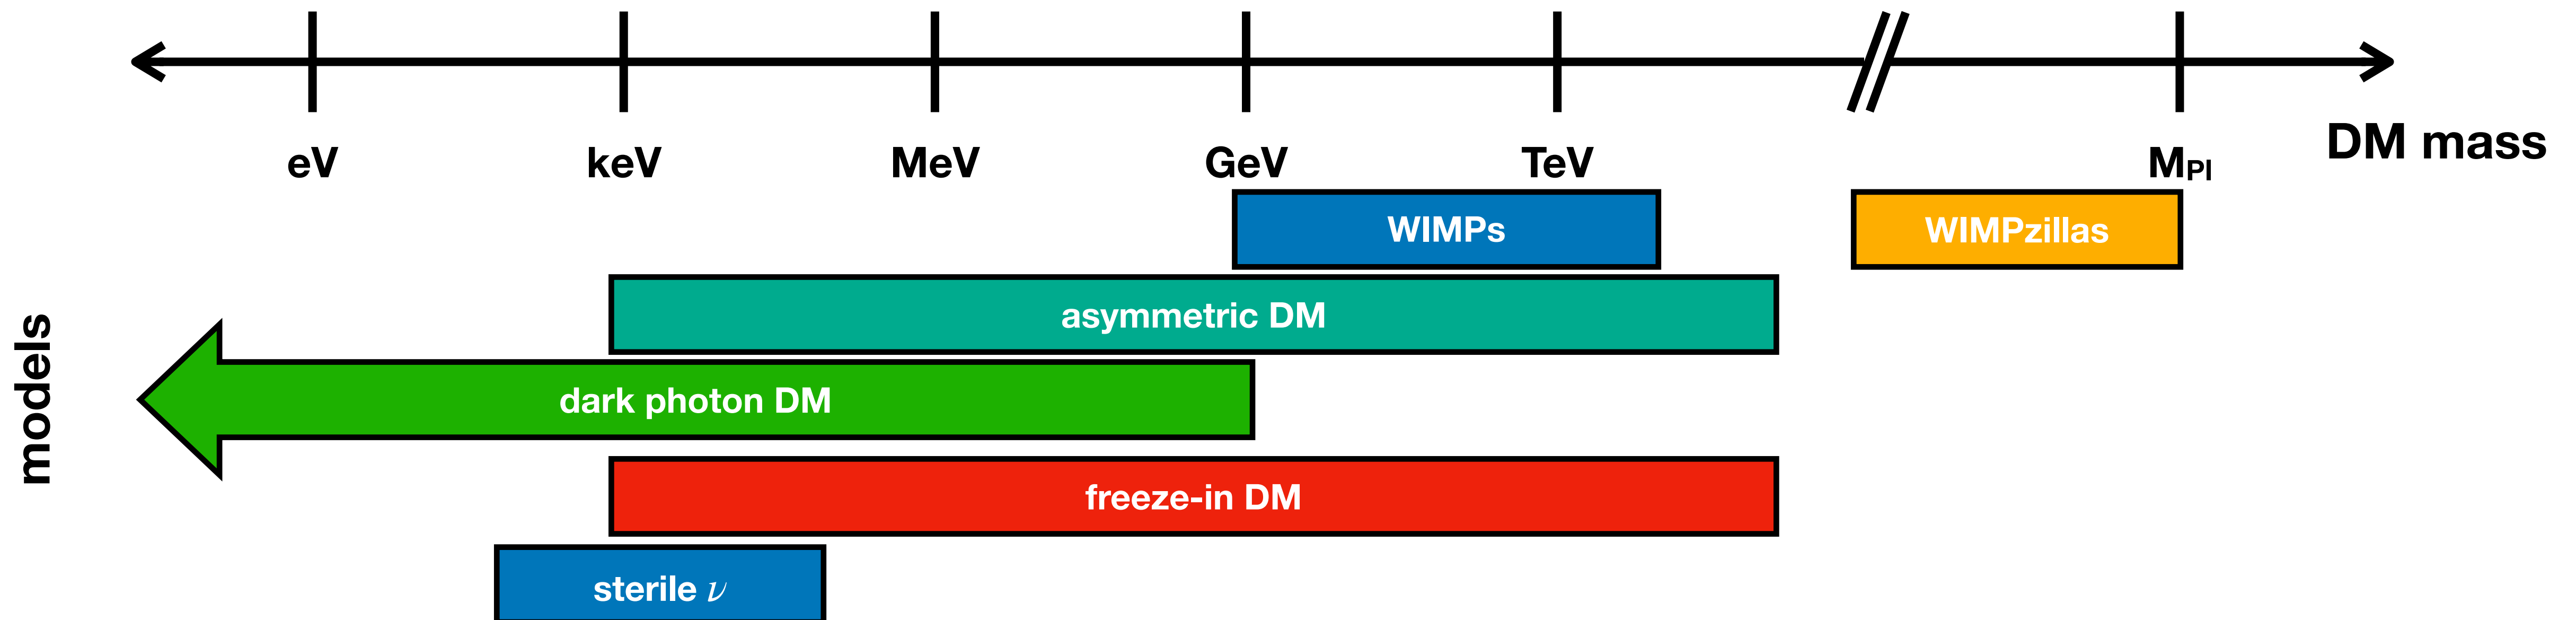 eV
keV
MeV
GeV
TeV
MPl
DM mass
WIMPs
WIMPzillas
asymmetric DM
models
dark photon DM
freeze-in DM
sterile ν